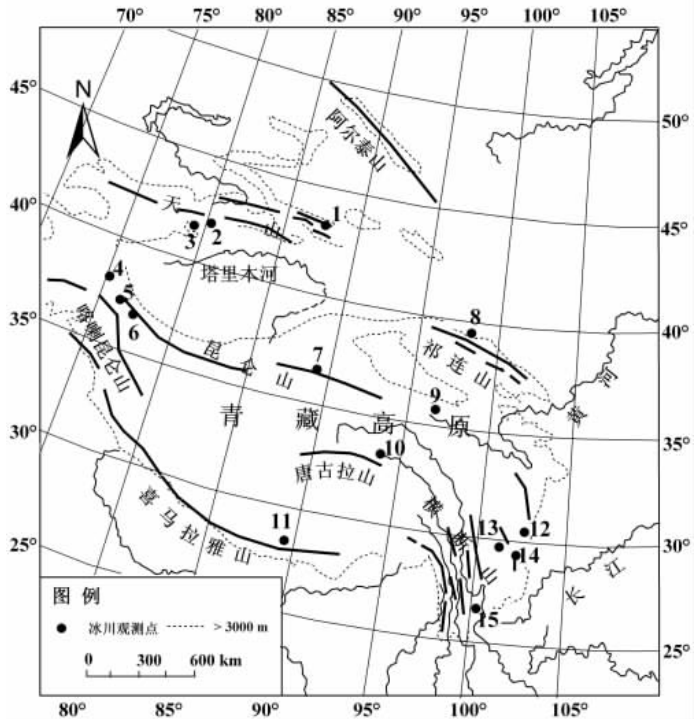 70° 75° 80° 85° 90° 95° 100° 105°
45°
50°
N
阿尔泰山
40°
天山
1
2
3
塔里木河
45°
4
5
6
35°
喀喇昆仑山
昆仑山
7
8
祁连山
40°
黄河
9
青藏高原
35°
30°
10
唐古拉山
喜马拉雅山
11
横断山
13
12
14
30°
25°
15
长江
图例
冰川观测点
> 3000 m
0 300 600 km
25°
80° 85° 90° 95° 100° 105°